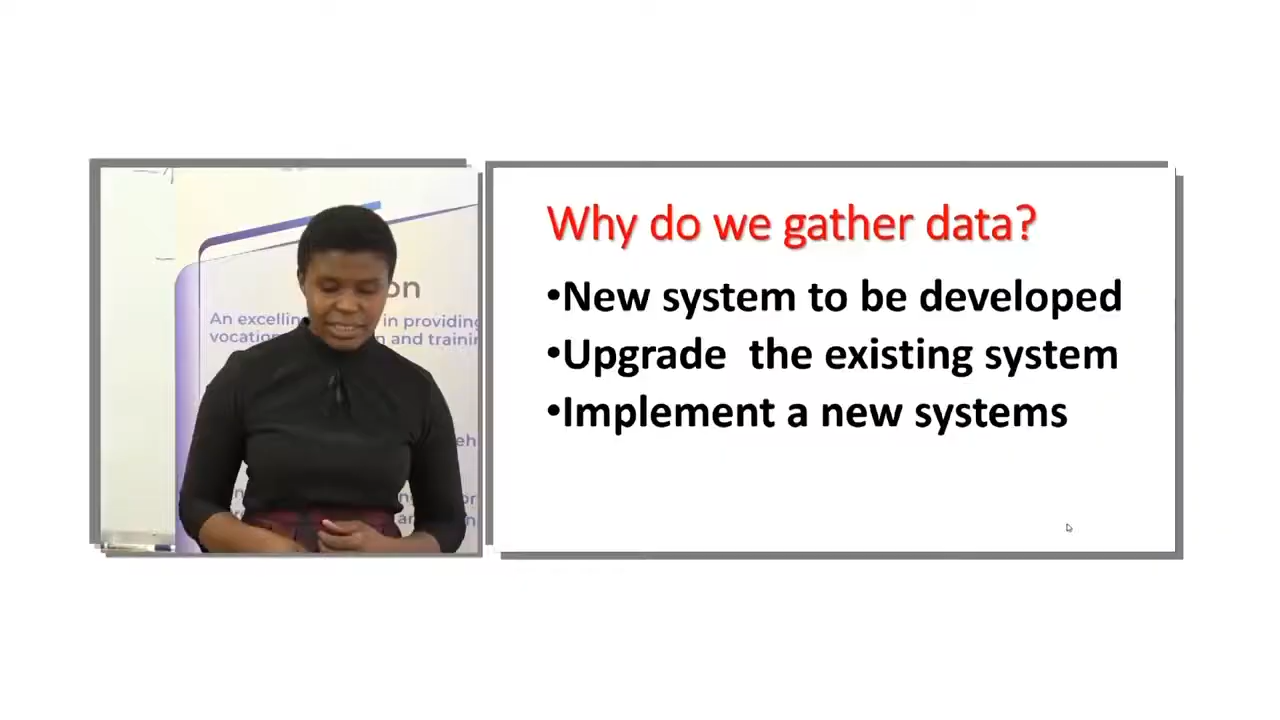 on
An excellin in providing
vocation and trainin
Why do we gather data?
•New system to be developed
•Upgrade  the existing system
•Implement a new systems